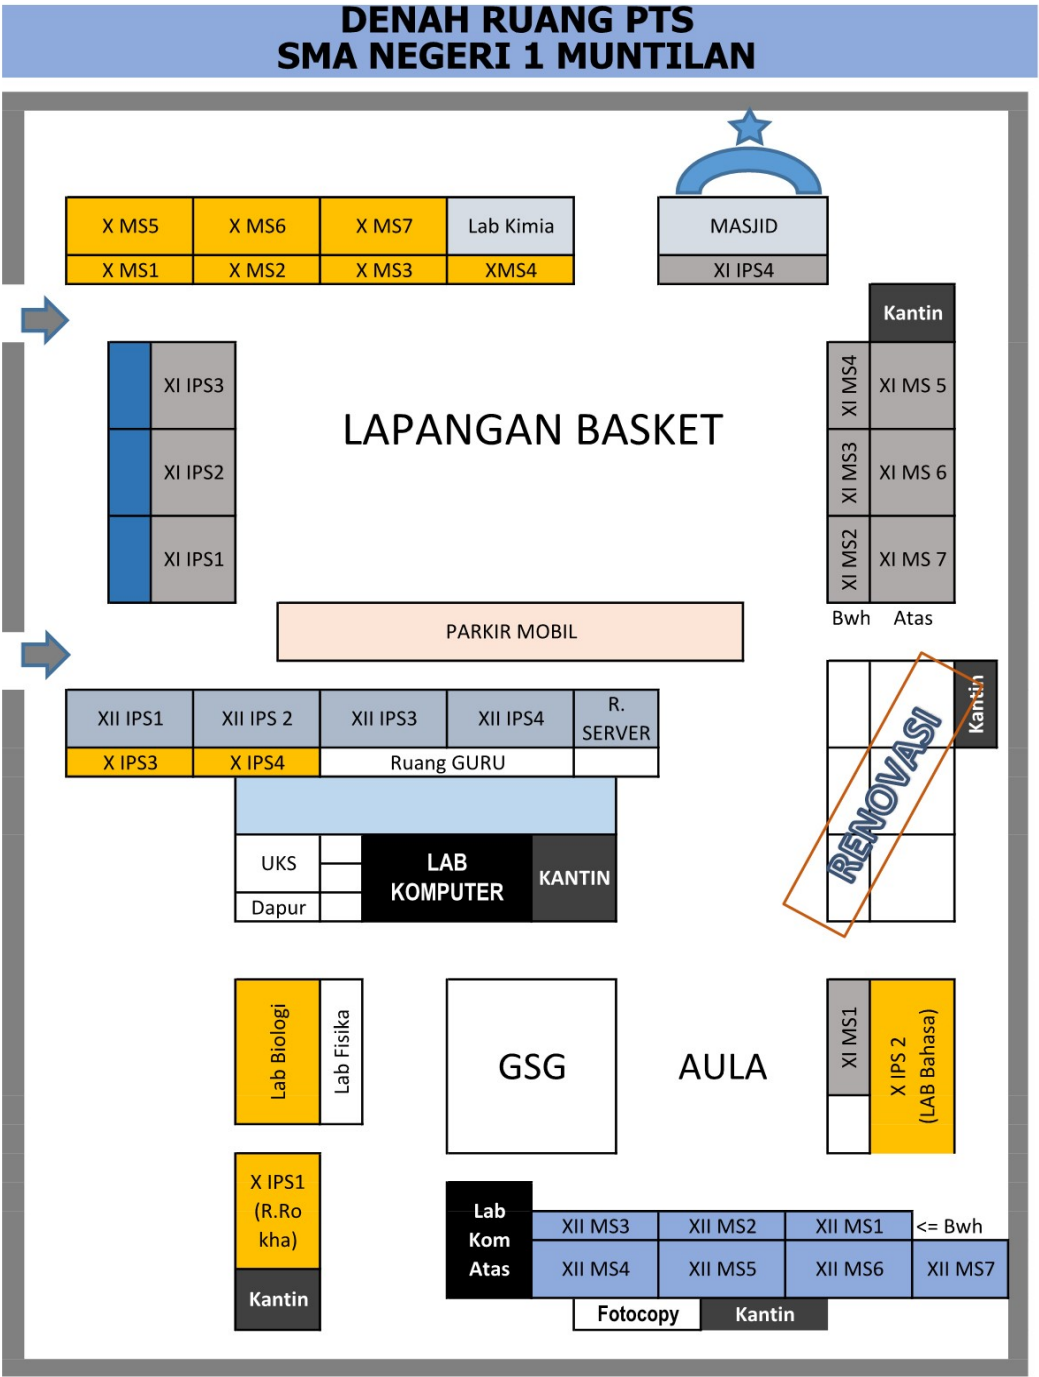 DENAH RUANG PTS
SMA NEGERI 1 MUNTILAN
X MS5
X MS6
X MS7
Lab Kimia
MASJID
X MS1
X MS2
X MS3
XMS4
XI IPS4
Kantin
XI IPS3
XI IPS2
XI IPS1
LAPANGAN BASKET
XI MS4
XI MS 5
XI MS3
XI MS 6
XI MS2
XI MS 7
Bwh
Atas
PARKIR MOBIL
XII IPS1
XII IPS 2
XII IPS3
XII IPS4
R.
SERVER
X IPS3
X IPS4
Ruang GURU
Kantin
RENOVASI
UKS
Dapur
LAB
KOMPUTER
KANTIN
Lab Biologi
Lab Fisika
GSG
AULA
XI MS1
X IPS 2
(LAB Bahasa)
X IPS1
(R.Ro
kha)
Kantin
Lab
Kom
Atas
XII MS3
XII MS2
XII MS1
<= Bwh
XII MS4
XII MS5
XII MS6
XII MS7
Fotocopy
Kantin